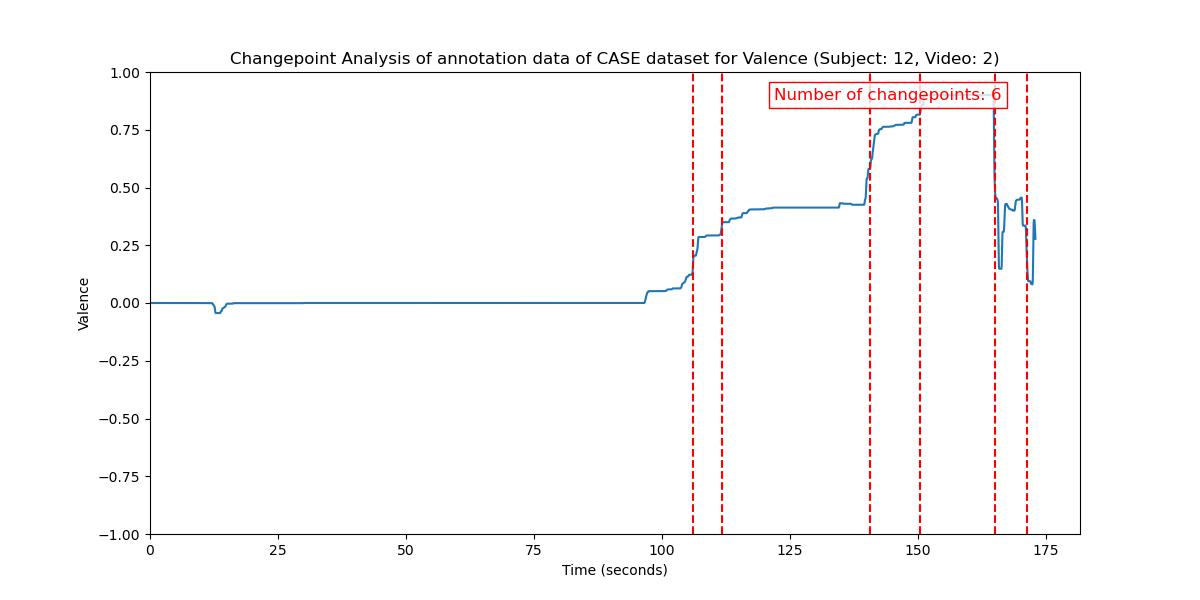 Changepoint Analysis of annotation data of CASE dataset for Valence (Subject: 12, Video: 2)
Number of changepoints: 6
Valence
1.00
0.75
0.50
0.25
0.00
−0.25
−0.50
−0.75
−1.00
0 25 50 75 100 125 150 175
Time (seconds)